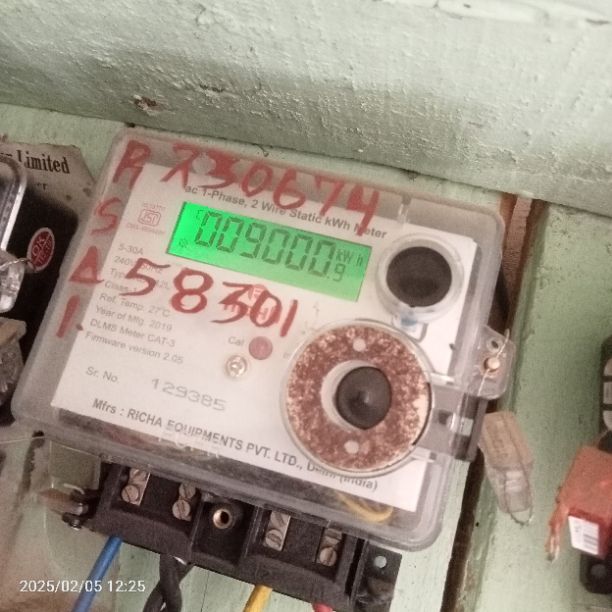 Limited
R 230674
ac 1-Phase, 2 Wire Static kWh Meter
S
009000 kWh
9
5-30A
58301
Δ
Ref. Temp. 27°C
Year of Mfg. 2019
DLMS Meter CAT-3
Firmware version 2.05
Cal
Sr. No. 129385
Mfrs : RICHA EQUIPMENTS PVT. LTD., Delhi (India)
2025/02/05 12:25